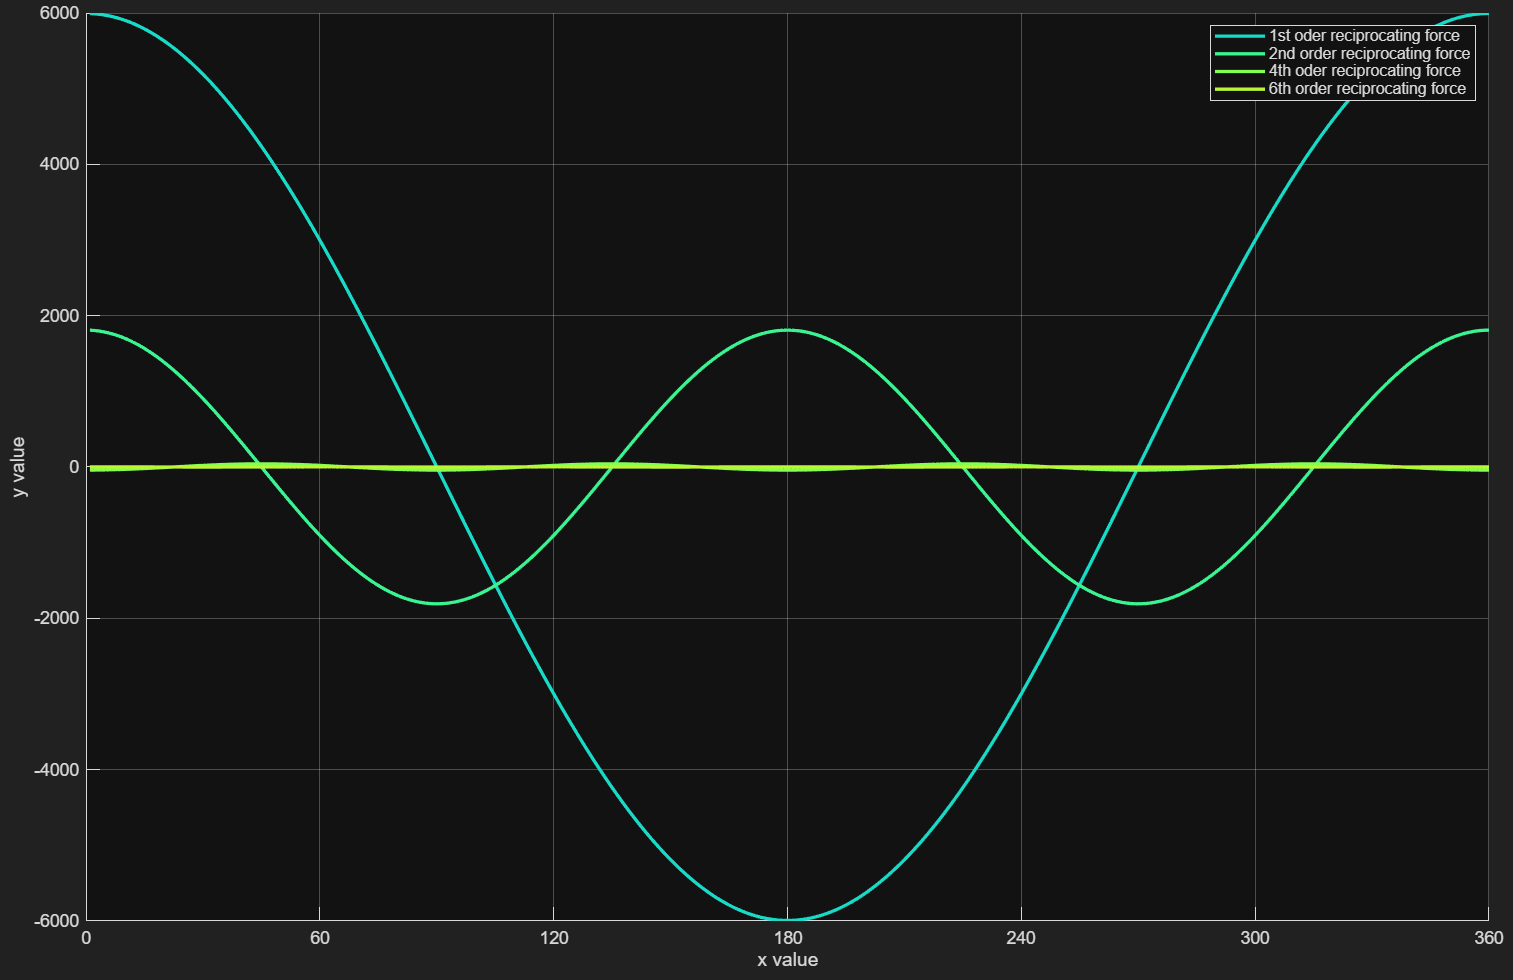 6000
1st oder reciprocating force
2nd order reciprocating force
4th oder reciprocating force
6th order reciprocating force
4000
2000
0
y value
-2000
-4000
-6000
0 60 120 180 240 300 360
x value